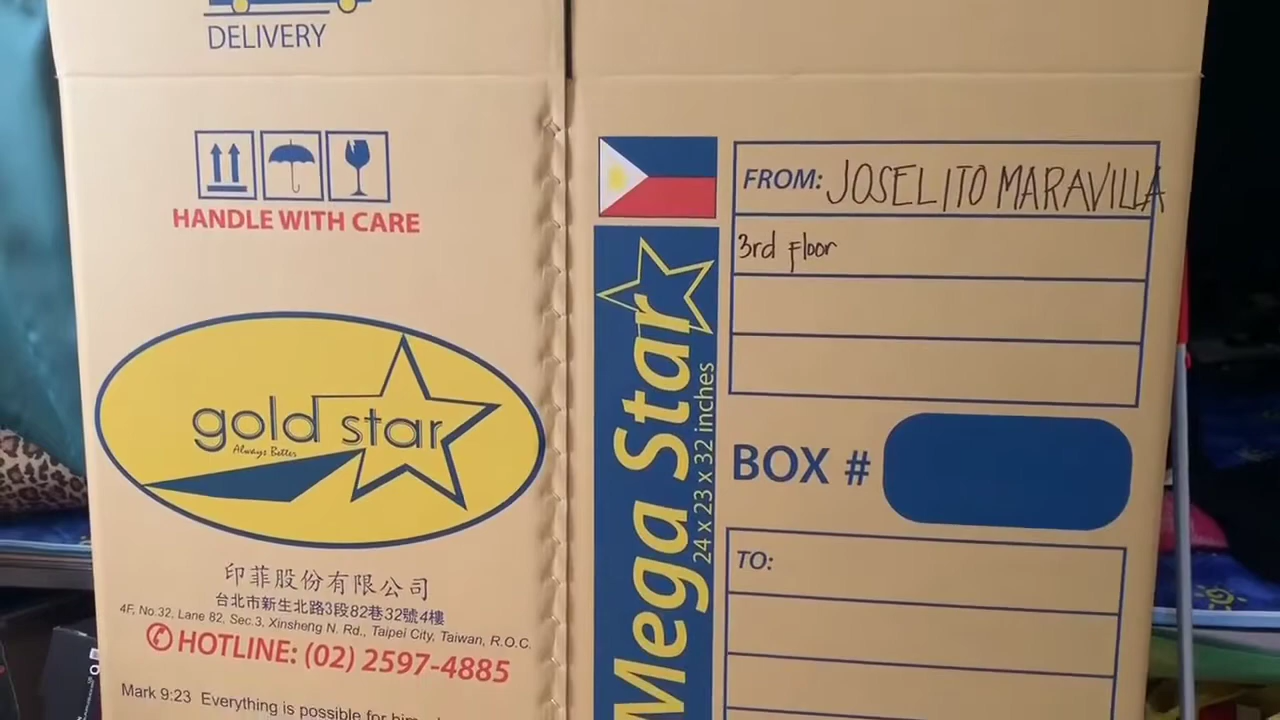 DELIVERY
HANDLE WITH CARE
gold star
Always Better
印菲股份有限公司
台北市新生北路3段82巷32號4樓
4F, No.32, Lane 82, Sec.3, Xinsheng N. Rd., Taipei City, Taiwan, R.O.C.
HOTLINE: (02) 2597-4885
Mark 9:23 Everything is possible for
Mega Star
24 x 23 x 32 inches
FROM: JOSELITO MARAVILLA
3rd Floor
BOX #
TO: